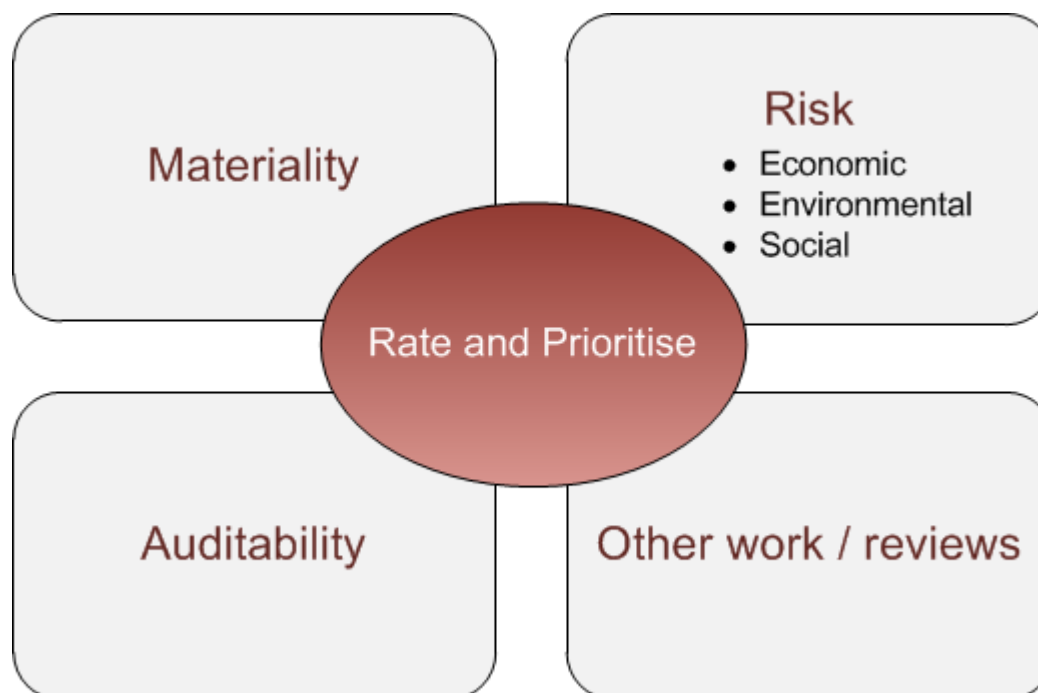 Materiality
Risk
• Economic
• Environmental
• Social
Rate and Prioritise
Auditability
Other work / reviews